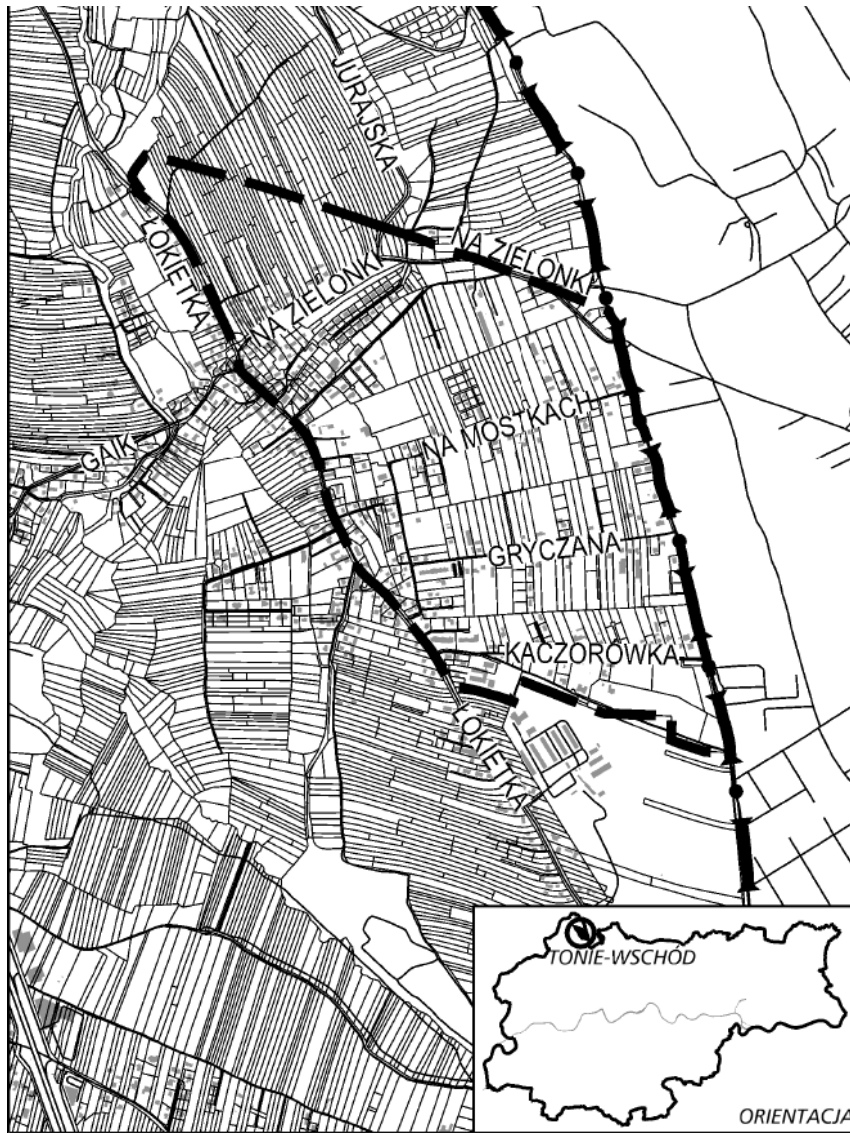 JURAJSKA
ŁOKIETKA
NA ZIELONKI
NA ZIELONKI
NA MOSTKACH
GAIK
GRYCZANA
KACZORÓWKA
ŁOKIETKA
TONIE-WSCHÓD
ORIENTACJA